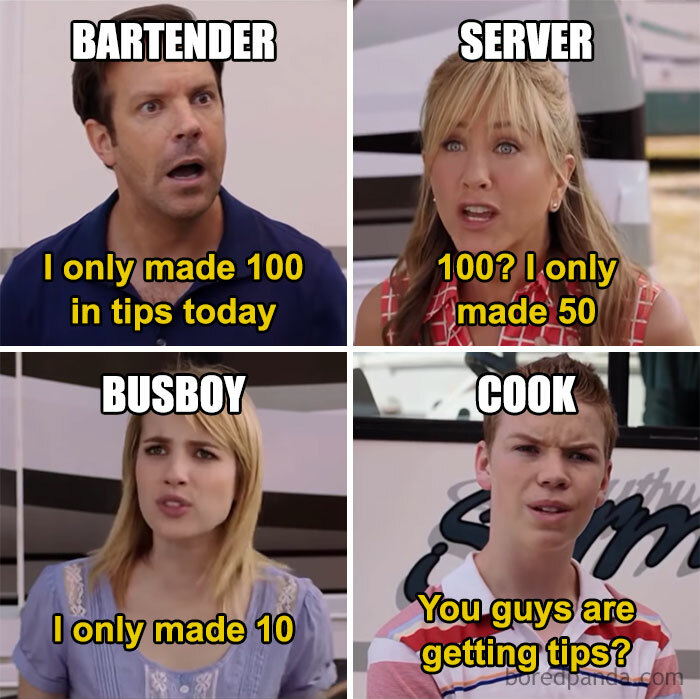 BARTENDER
I only made 100
in tips today
SERVER
100? I only
made 50
BUSBOY
I only made 10
COOK
You guys are
getting tips?
boredpanda.com